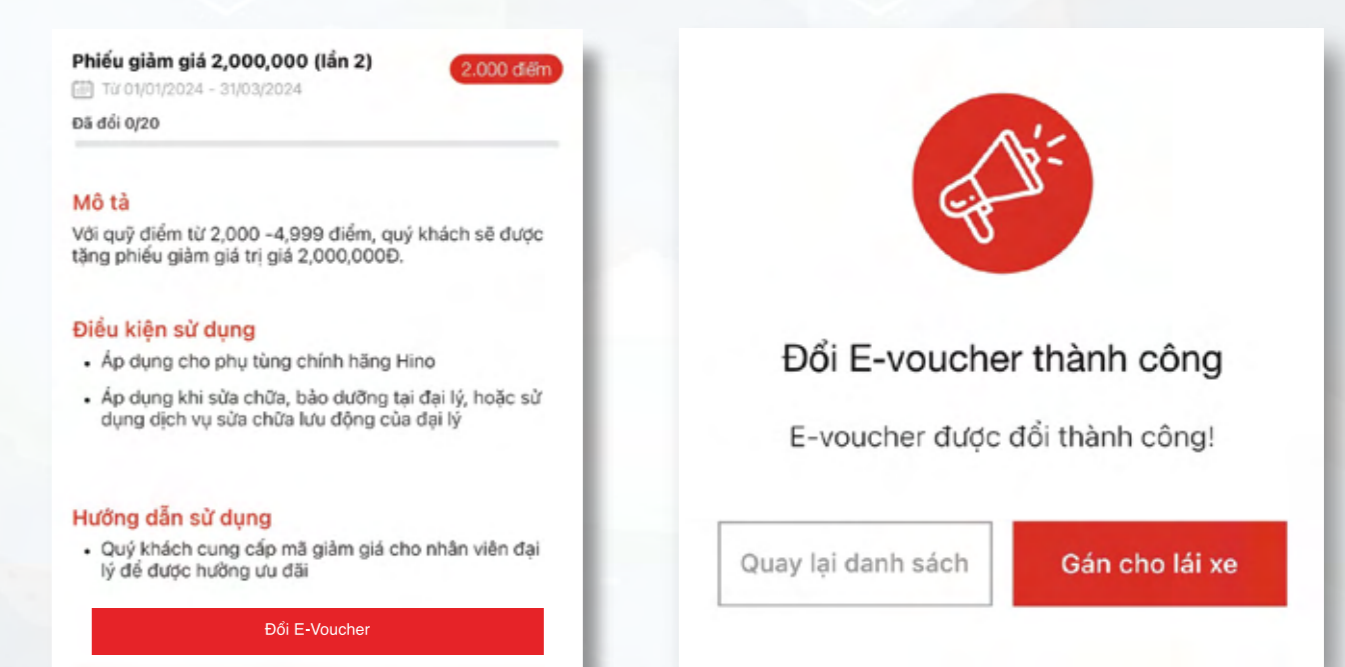 Phiếu giảm giá 2,000,000 (lần 2)
2.000 điểm
Từ 01/01/2024 - 31/03/2024
Đã đổi 0/20
Mô tả
Với quỹ điểm từ 2,000 -4,999 điểm, quý khách sẽ được
tặng phiếu giảm giá trị giá 2,000,000Đ.
Điều kiện sử dụng
• Áp dụng cho phụ tùng chính hãng Hino
• Áp dụng khi sửa chữa, bảo dưỡng tại đại lý, hoặc sử
dụng dịch vụ sửa chữa lưu động của đại lý
Hướng dẫn sử dụng
• Quý khách cung cấp mã giảm giá cho nhân viên đại
lý để được hưởng ưu đãi
Đổi E-Voucher
Đổi E-voucher thành công
E-voucher được đổi thành công!
Quay lại danh sách
Gán cho lái xe